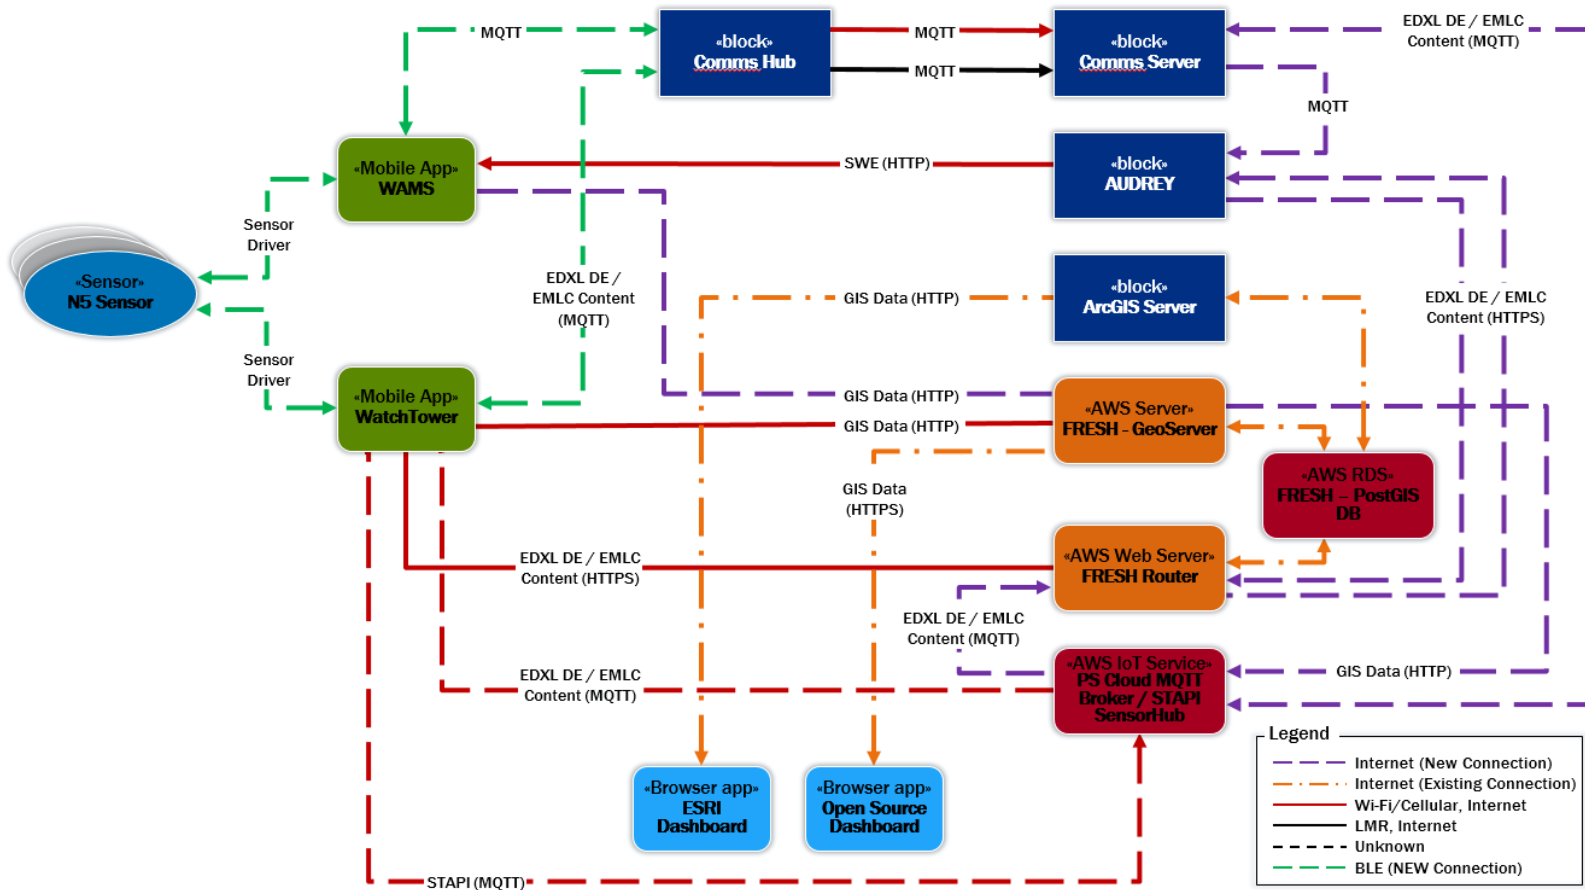 EDXL DE / EMLC
Content (MQTT)
MQTT
«block»
Comms Hub
MQTT
MQTT
«block»
Comms Server
MQTT
«Mobile App»
WAMS
SWE (HTTP)
«block»
AUDREY
Sensor
Driver
«Sensor»
N5 Sensor
EDXL DE /
EMLC Content
(MQTT)
GIS Data (HTTP)
«block»
ArcGIS Server
EDXL DE / EMLC
Content (HTTPS)
Sensor
Driver
«Mobile App»
WatchTower
GIS Data (HTTP)
GIS Data (HTTP)
«AWS Server»
FRESH - GeoServer
GIS Data
(HTTPS)
«AWS RDS»
FRESH – PostGIS
DB
EDXL DE / EMLC
Content (HTTPS)
«AWS Web Server»
FRESH Router
EDXL DE / EMLC
Content (MQTT)
EDXL DE / EMLC
Content (MQTT)
«AWS IoT Service»
PS Cloud MQTT
Broker / STAPI
SensorHub
GIS Data (HTTP)
«Browser app»
ESRI
Dashboard
«Browser app»
Open Source
Dashboard
STAPI (MQTT)
Legend
Internet (New Connection)
Internet (Existing Connection)
Wi-Fi/Cellular, Internet
LMR, Internet
Unknown
BLE (NEW Connection)